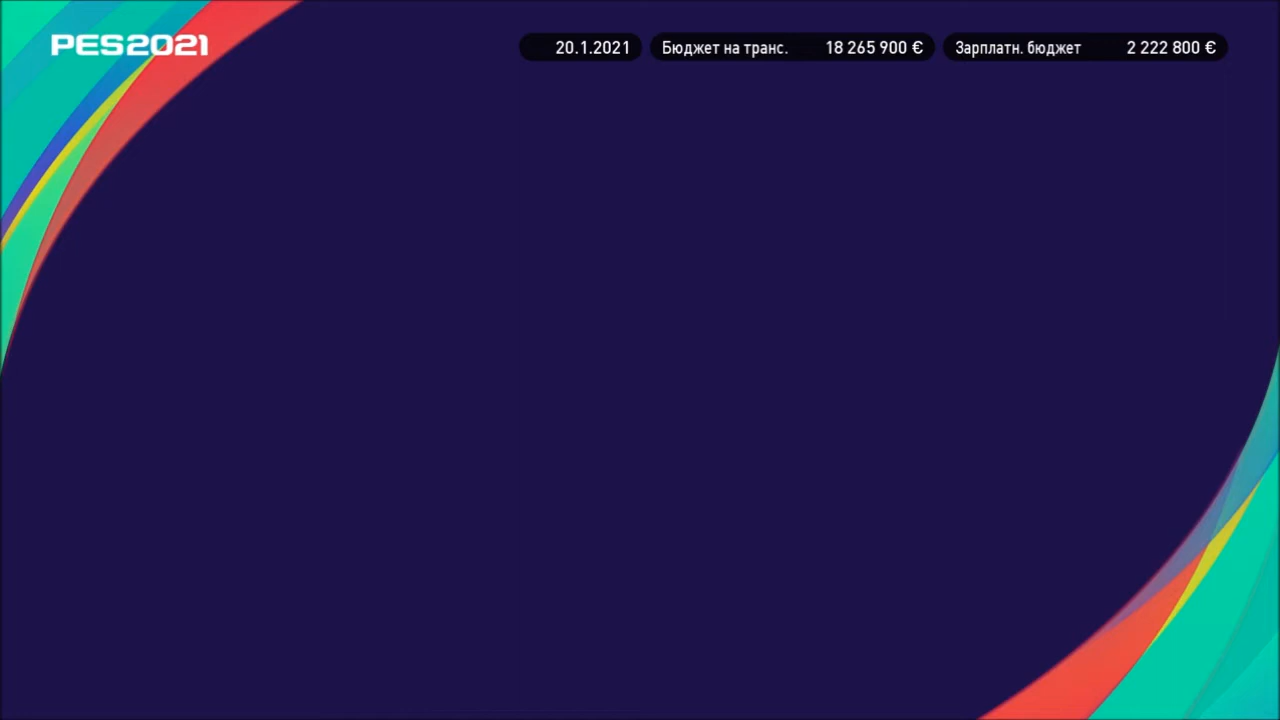 PES2021
20.1.2021 Бюджет на транс. 18 265 900 € Зарплатн. бюджет 2 222 800 €